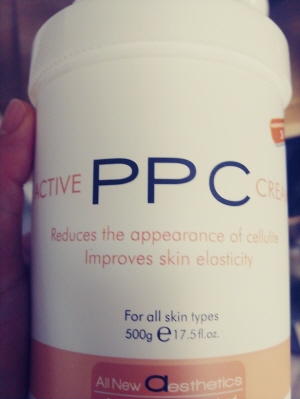 ACTIVE PPC CREA
Reduces the appearance of cellulite
Improves skin elasticity
For all skin types
500g e 17.5fl.oz.
All New aesthetics